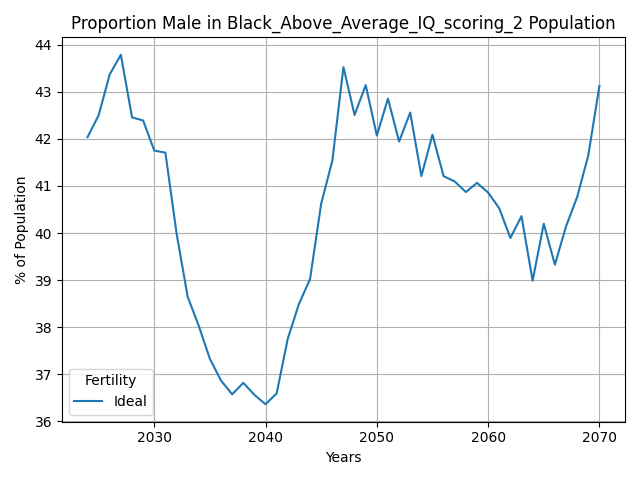 Proportion Male in Black_Above_Average_IQ_scoring_2 Population
44
43
42
41
40
39
38
37
36
% of Population
Fertility
Ideal
2030
2040
2050
2060
2070
Years